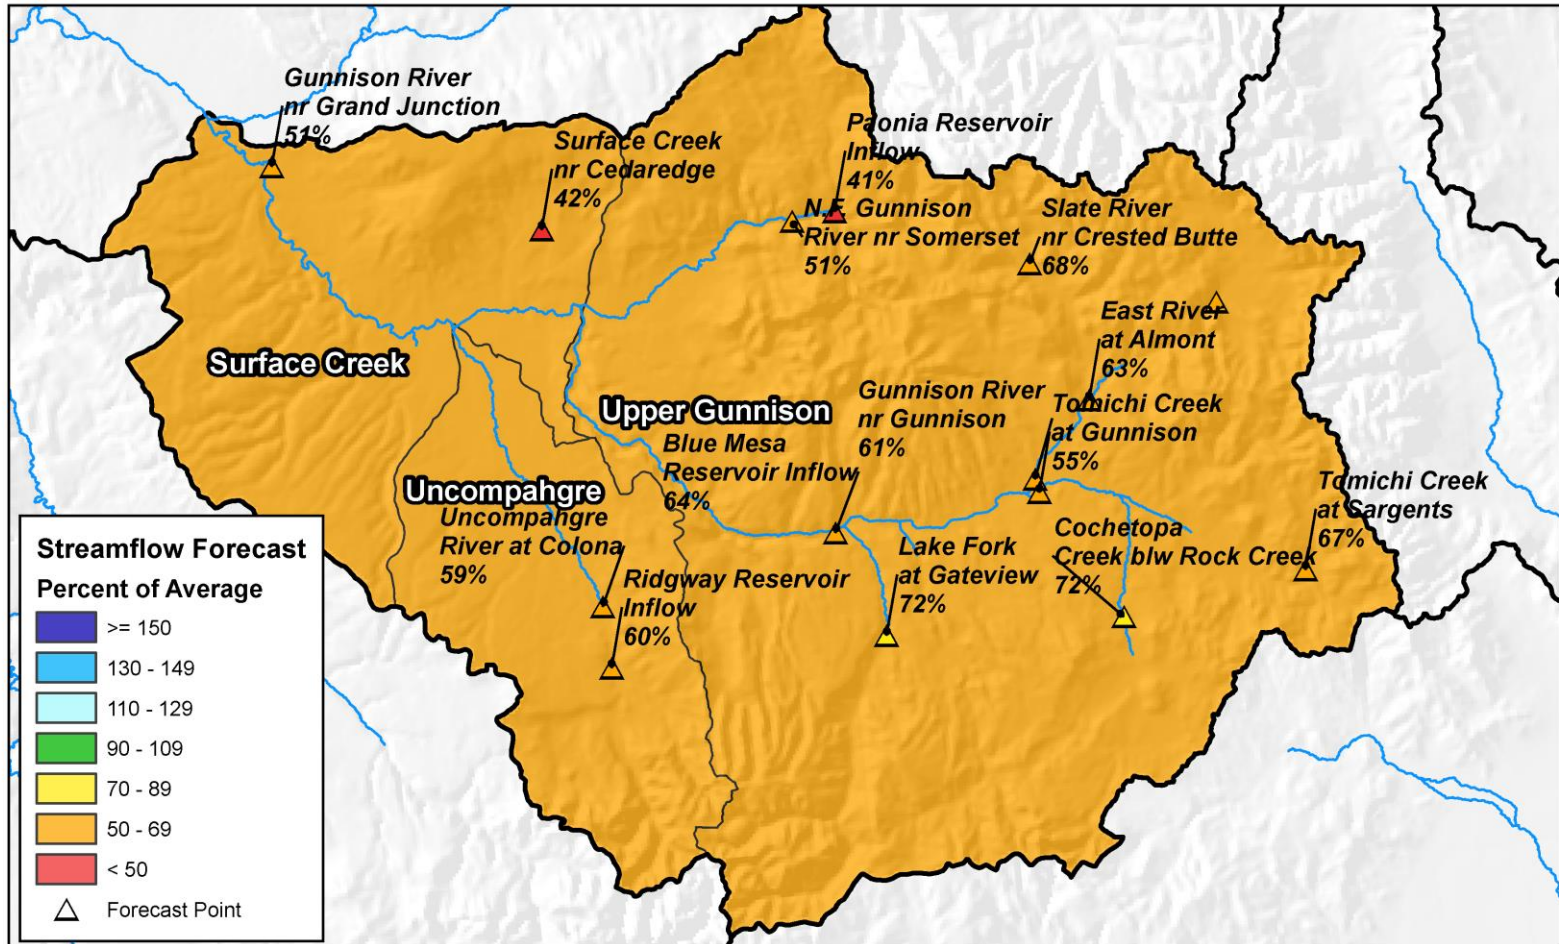 Gunnison River
nr Grand Junction
51%
Surface Creek
nr Cedaredge
42%
Paonia Reservoir
Inflow
41%
N.F. Gunnison
River nr Somerset
51%
Slate River
nr Crested Butte
68%
East River
at Almont
63%
Surface Creek
Upper Gunnison
Gunnison River
nr Gunnison
61%
Tomichi Creek
at Gunnison
55%
Blue Mesa
Reservoir Inflow
64%
Uncompahgre
Uncompahgre
River at Colona
59%
Tomichi Creek
at Sargents
67%
Lake Fork
at Gateview
72%
Cochetopa
Creek blw Rock Creek
72%
Ridgway Reservoir
Inflow
60%
Streamflow Forecast
Percent of Average
>= 150
130 - 149
110 - 129
90 - 109
70 - 89
50 - 69
< 50
Forecast Point